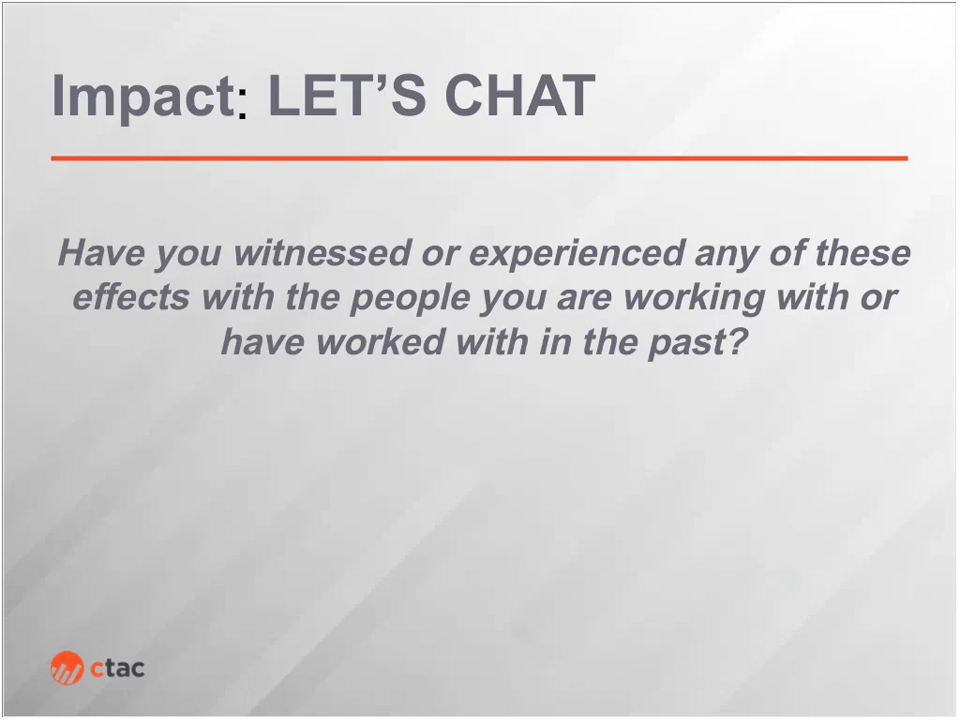 Impact: LET’S CHAT
Have you witnessed or experienced any of these
effects with the people you are working with or
have worked with in the past?
ctac